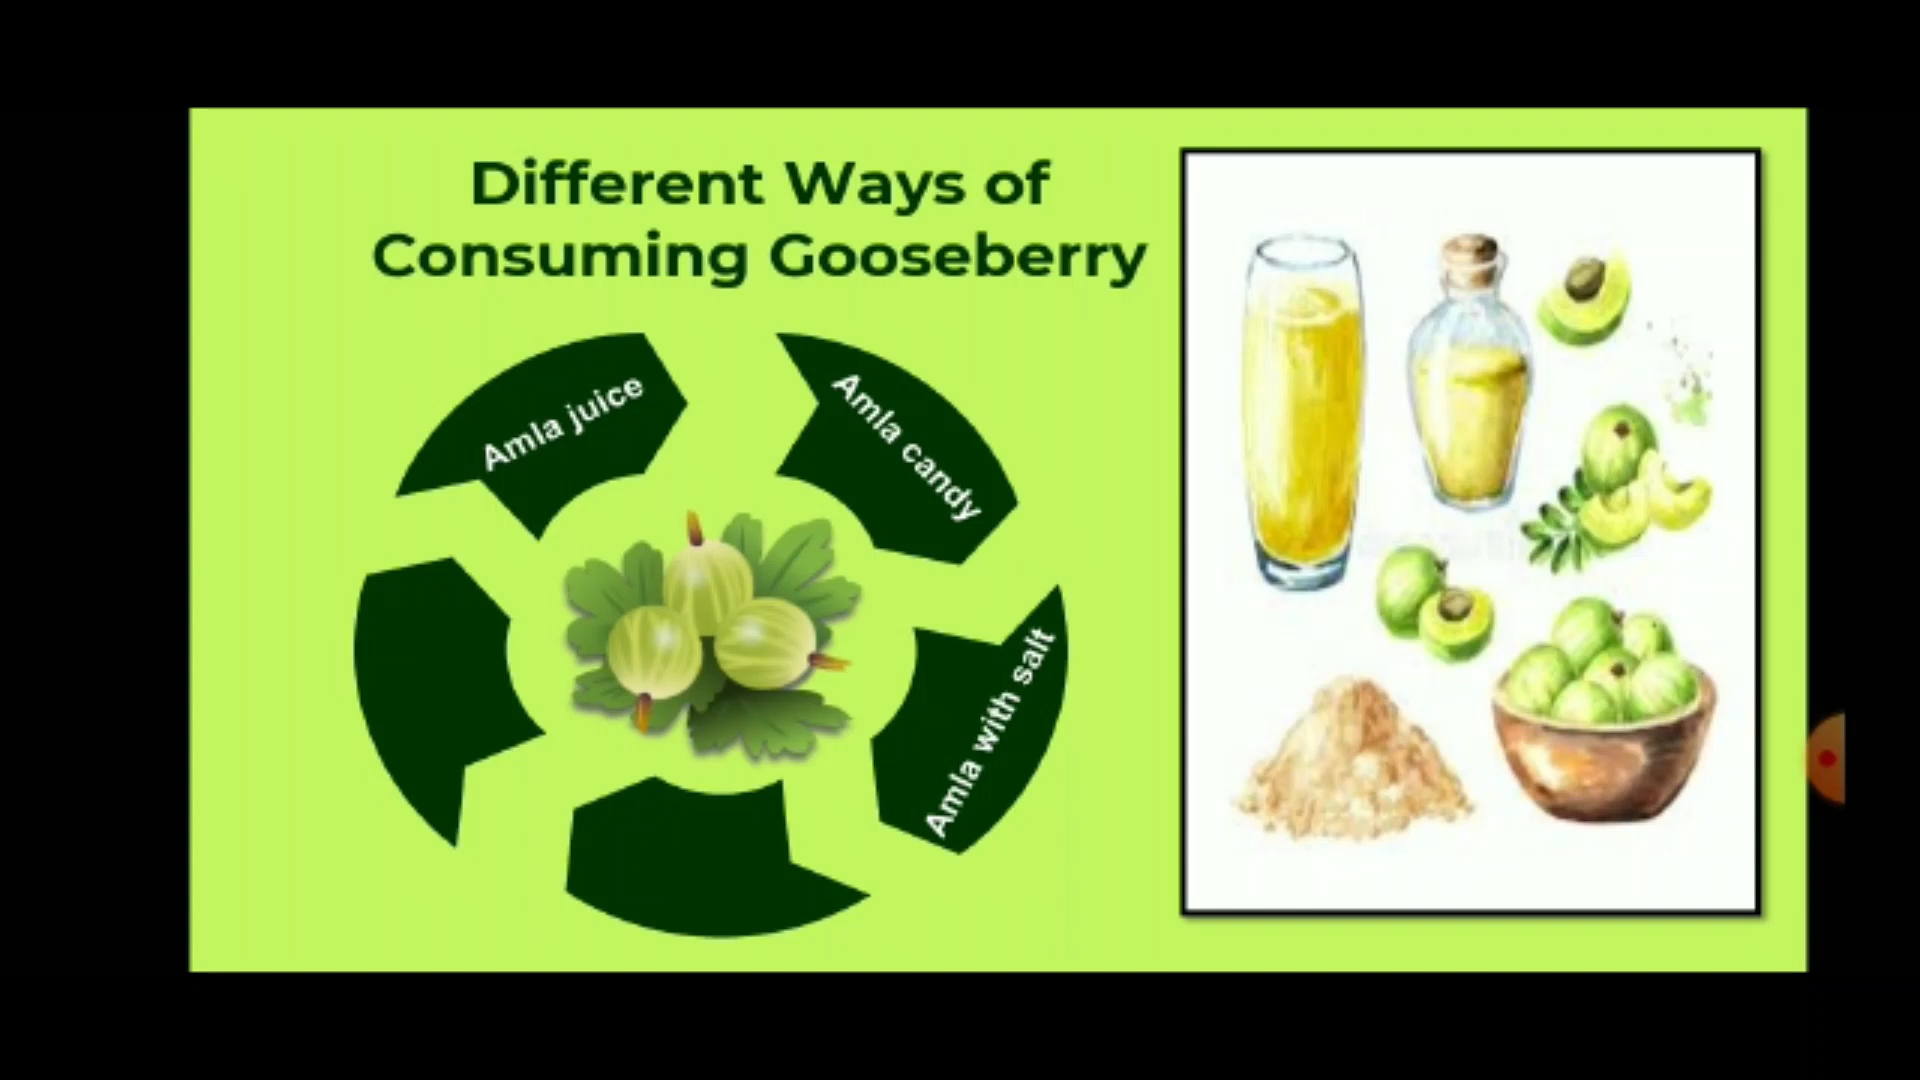 Different Ways of
Consuming Gooseberry
Amla juice
Amla candy
Amla with salt